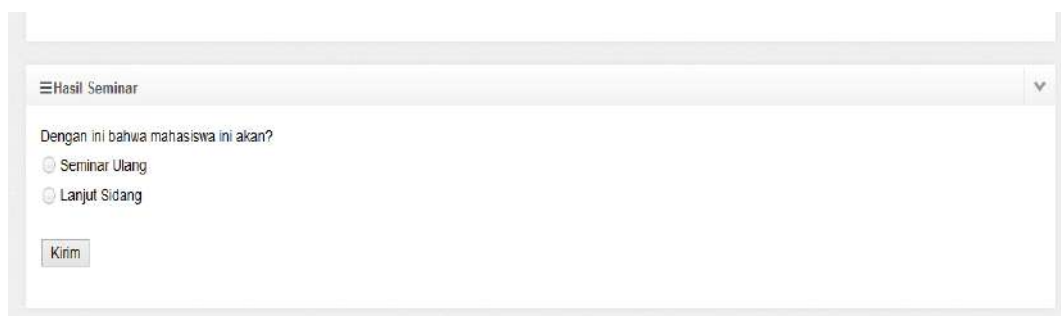 Hasil Seminar
Dengan ini bahwa mahasiswa ini akan?
Seminar Ulang
Lanjut Sidang
Kirim